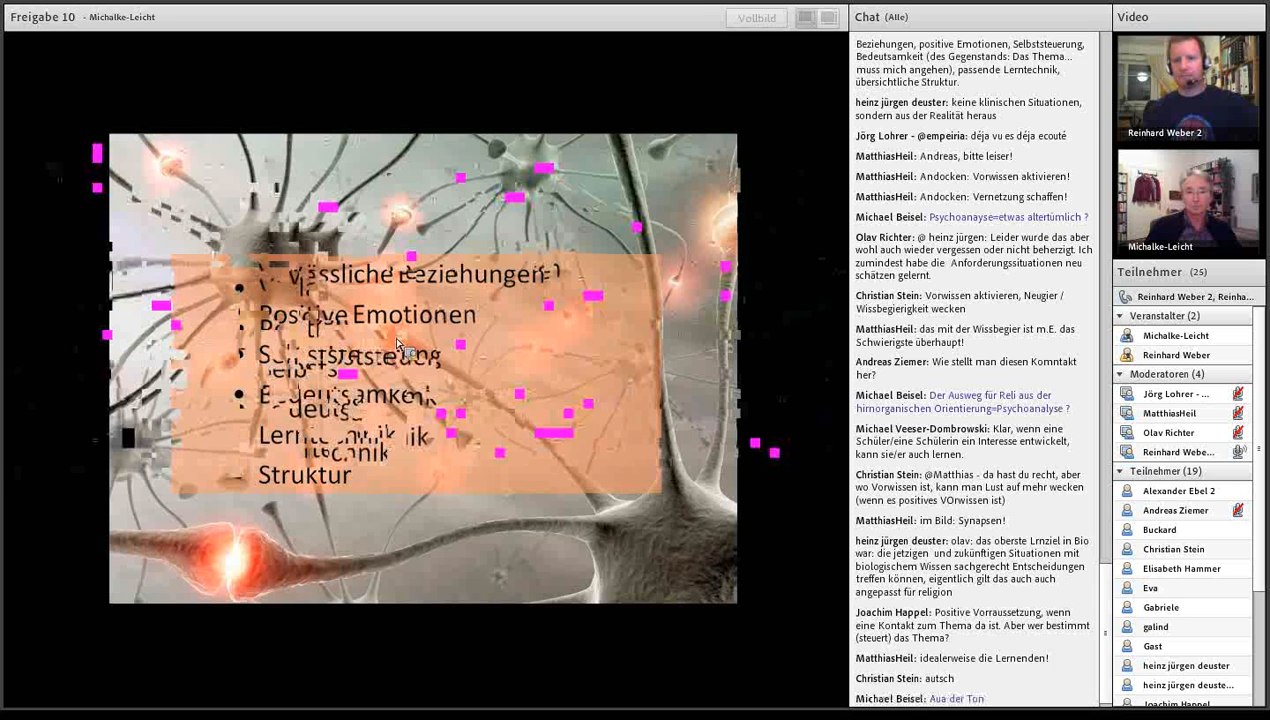 Freigabe 10 - Michalke-Leicht
Vollbild
Beziehungen
Positive Emotionen
Struktur
Chat (Alle)
Beziehungen, positive Emotionen, Selbststeuerung,
Bedeutsamkeit (des Gegenstands: Das Thema...
muss mich angehen), passende Lerntechnik,
übersichtliche Struktur.
heinz jürgen deuster: keine klinischen Situationen,
sondern aus der Realität heraus
Jörg Lohrer - @empeiria: déja vu es déja ecouté
MatthiasHeil: Andreas, bitte leiser!
MatthiasHeil: Andocken: Vorwissen aktivieren!
MatthiasHeil: Andocken: Vernetzung schaffen!
Michael Beisel: Psychoanayse=etwas altertümlich ?
Olav Richter: @ heinz jürgen: Leider wurde das aber
wohl auch wieder vergessen oder nicht beherzigt. Ich
zumindest habe die Anforderungssituationen neu
schätzen gelernt.
Christian Stein: Vorwissen aktivieren, Neugier /
Wissbegierigkeit wecken
MatthiasHeil: das mit der Wissbegier ist m.E. das
Schwierigste überhaupt!
Andreas Ziemer: Wie stellt man diesen Komntakt
her?
Michael Beisel: Der Ausweg für Reli aus der
hirnorganischen Orientierung=Psychoanalyse ?
Michael Veeser-Dombrowski: Klar, wenn eine
Schüler/eine Schülerin ein Interesse entwickelt,
kann sie/er auch lernen.
Christian Stein: @Matthias - da hast du recht, aber
wo Vorwissen ist, kann man Lust auf mehr wecken
(wenn es positives VOrwissen ist)
MatthiasHeil: im Bild: Synapsen!
heinz jürgen deuster: olav: das oberste Lrnziel in Bio
war: die jetzigen und zukünftigen Situationen mit
biologischem Wissen sachgerecht Entscheidungen
treffen können, eigentlich gilt das auch auch
angepasst für religion
Joachim Happel: Positive Vorraussetzung, wenn
eine Kontakt zum Thema da ist. Aber wer bestimmt
(steuert) das Thema?
MatthiasHeil: idealerweise die Lernenden!
Christian Stein: autsch
Michael Beisel: Aua der Ton
Video
Reinhard Weber 2
Michalke-Leicht
Teilnehmer (25)
Reinhard Weber 2, Reinha...
Veranstalter (2)
Michalke-Leicht
Reinhard Weber
Moderatoren (4)
Jörg Lohrer - ...
MatthiasHeil
Olav Richter
Reinhard Webe...
Teilnehmer (19)
Alexander Ebel 2
Andreas Ziemer
Buckard
Christian Stein
Elisabeth Hammer
Eva
Gabriele
galind
Gast
heinz jürgen deuster
heinz jürgen deuste...
Joachim Happel